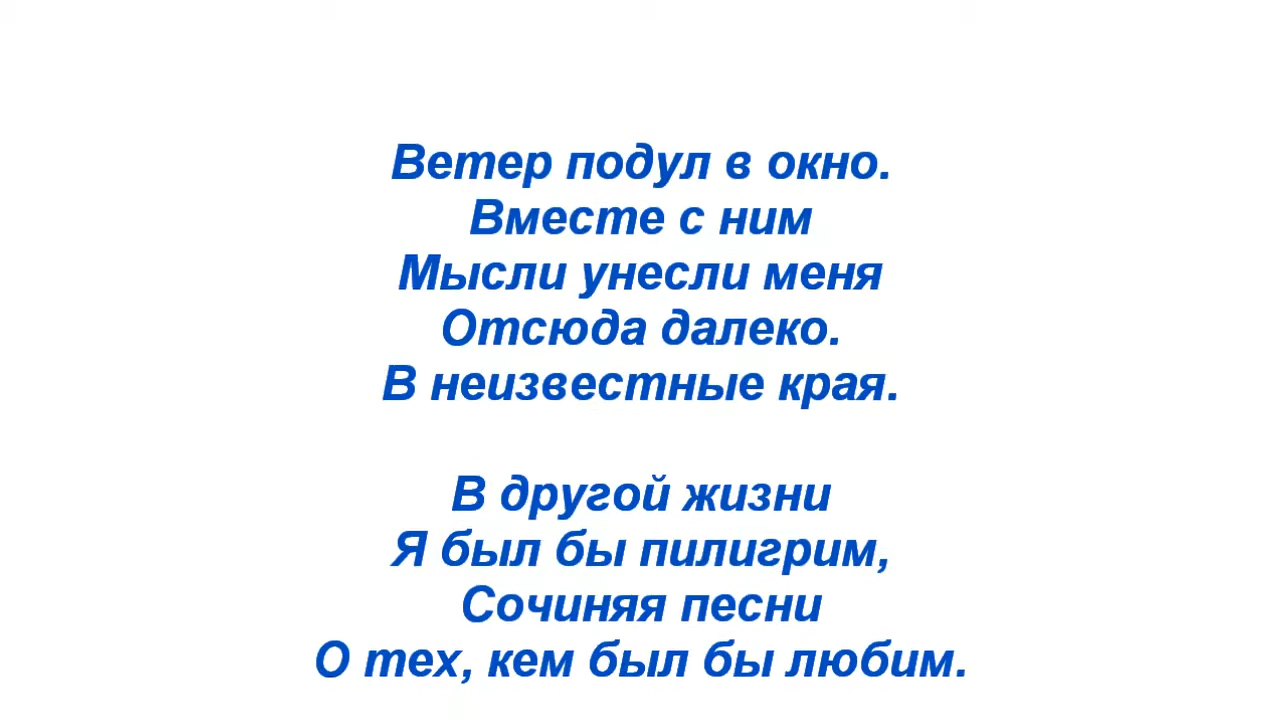 Ветер подул в окно.
Вместе с ним
Мысли унесли меня
Отсюда далеко.
В неизвестные края.
В другой жизни
Я был бы пилигрим,
Сочиняя песни
О тех, кем был бы любим.